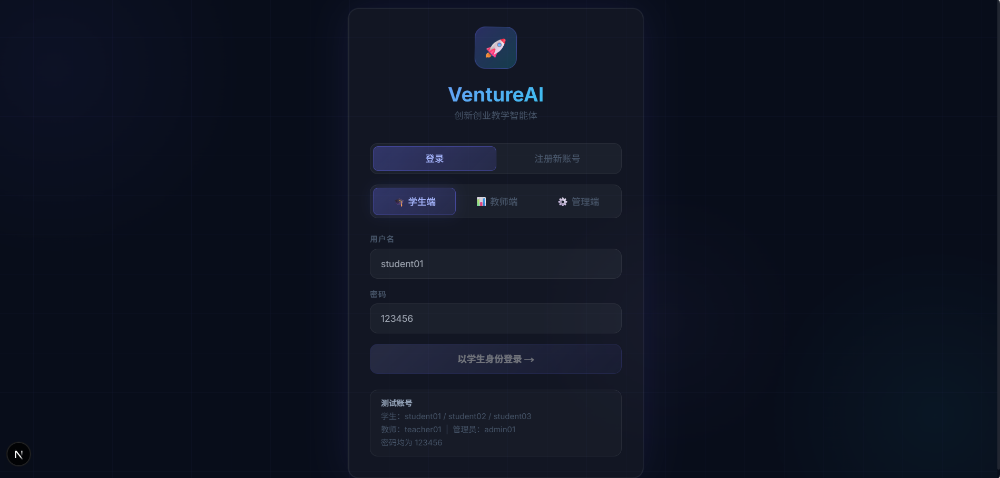 VentureAI
创新创业教学智能体
登录 注册新账号
学生端 教师端 管理端
用户名
student01
密码
123456
以学生身份登录 →
测试账号
学生：student01 / student02 / student03
教师：teacher01 ｜ 管理员：admin01
密码均为 123456
N